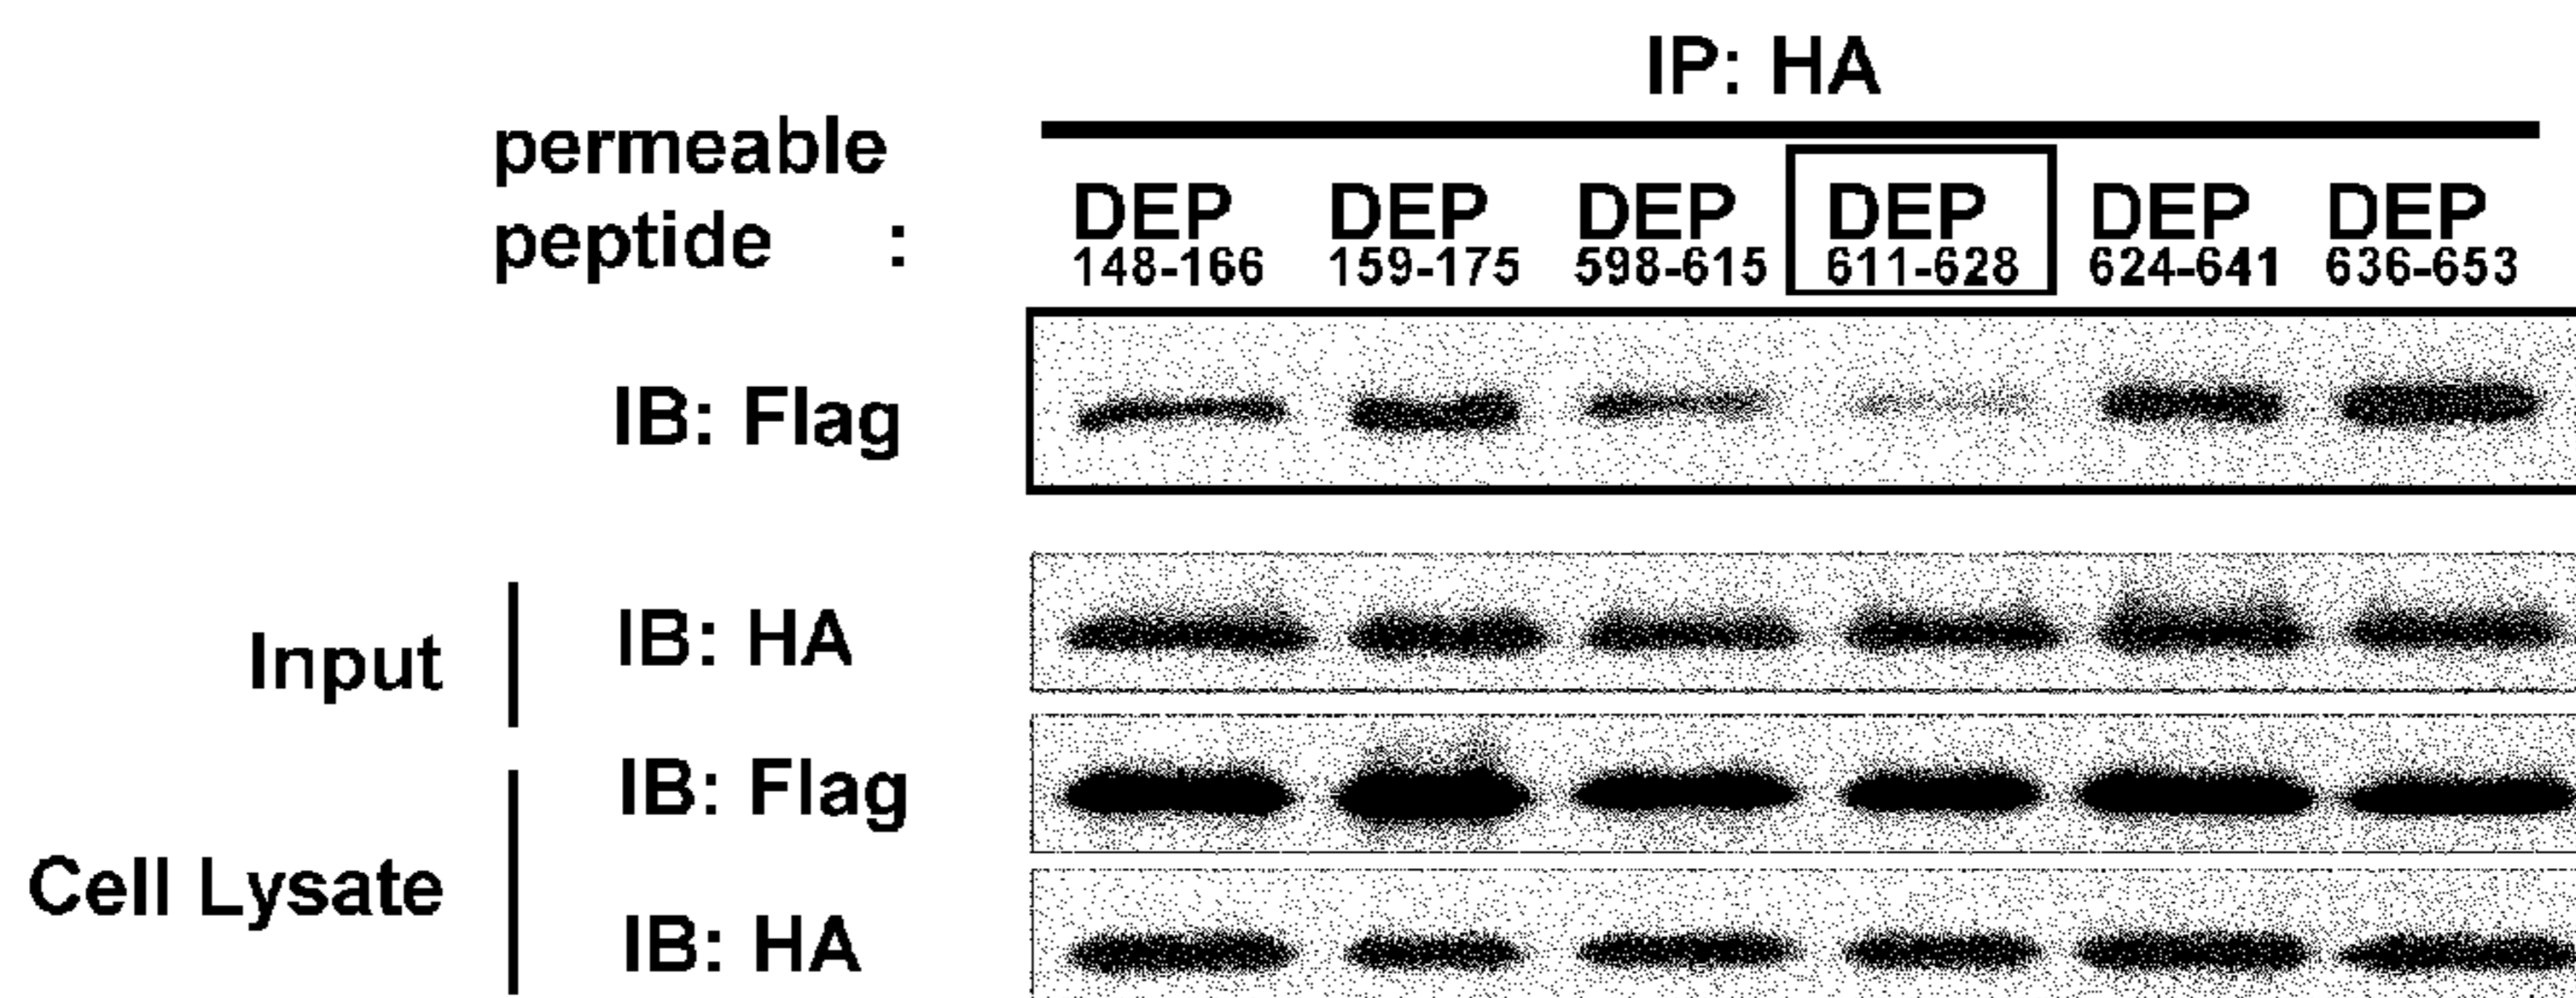 IP: HA
permeable
peptide :
DEP DEP DEP DEP DEP DEP
148-166 159-175 598-615 611-628 624-641 636-653
IB: Flag
Input
IB: HA
Cell Lysate
IB: Flag
IB: HA